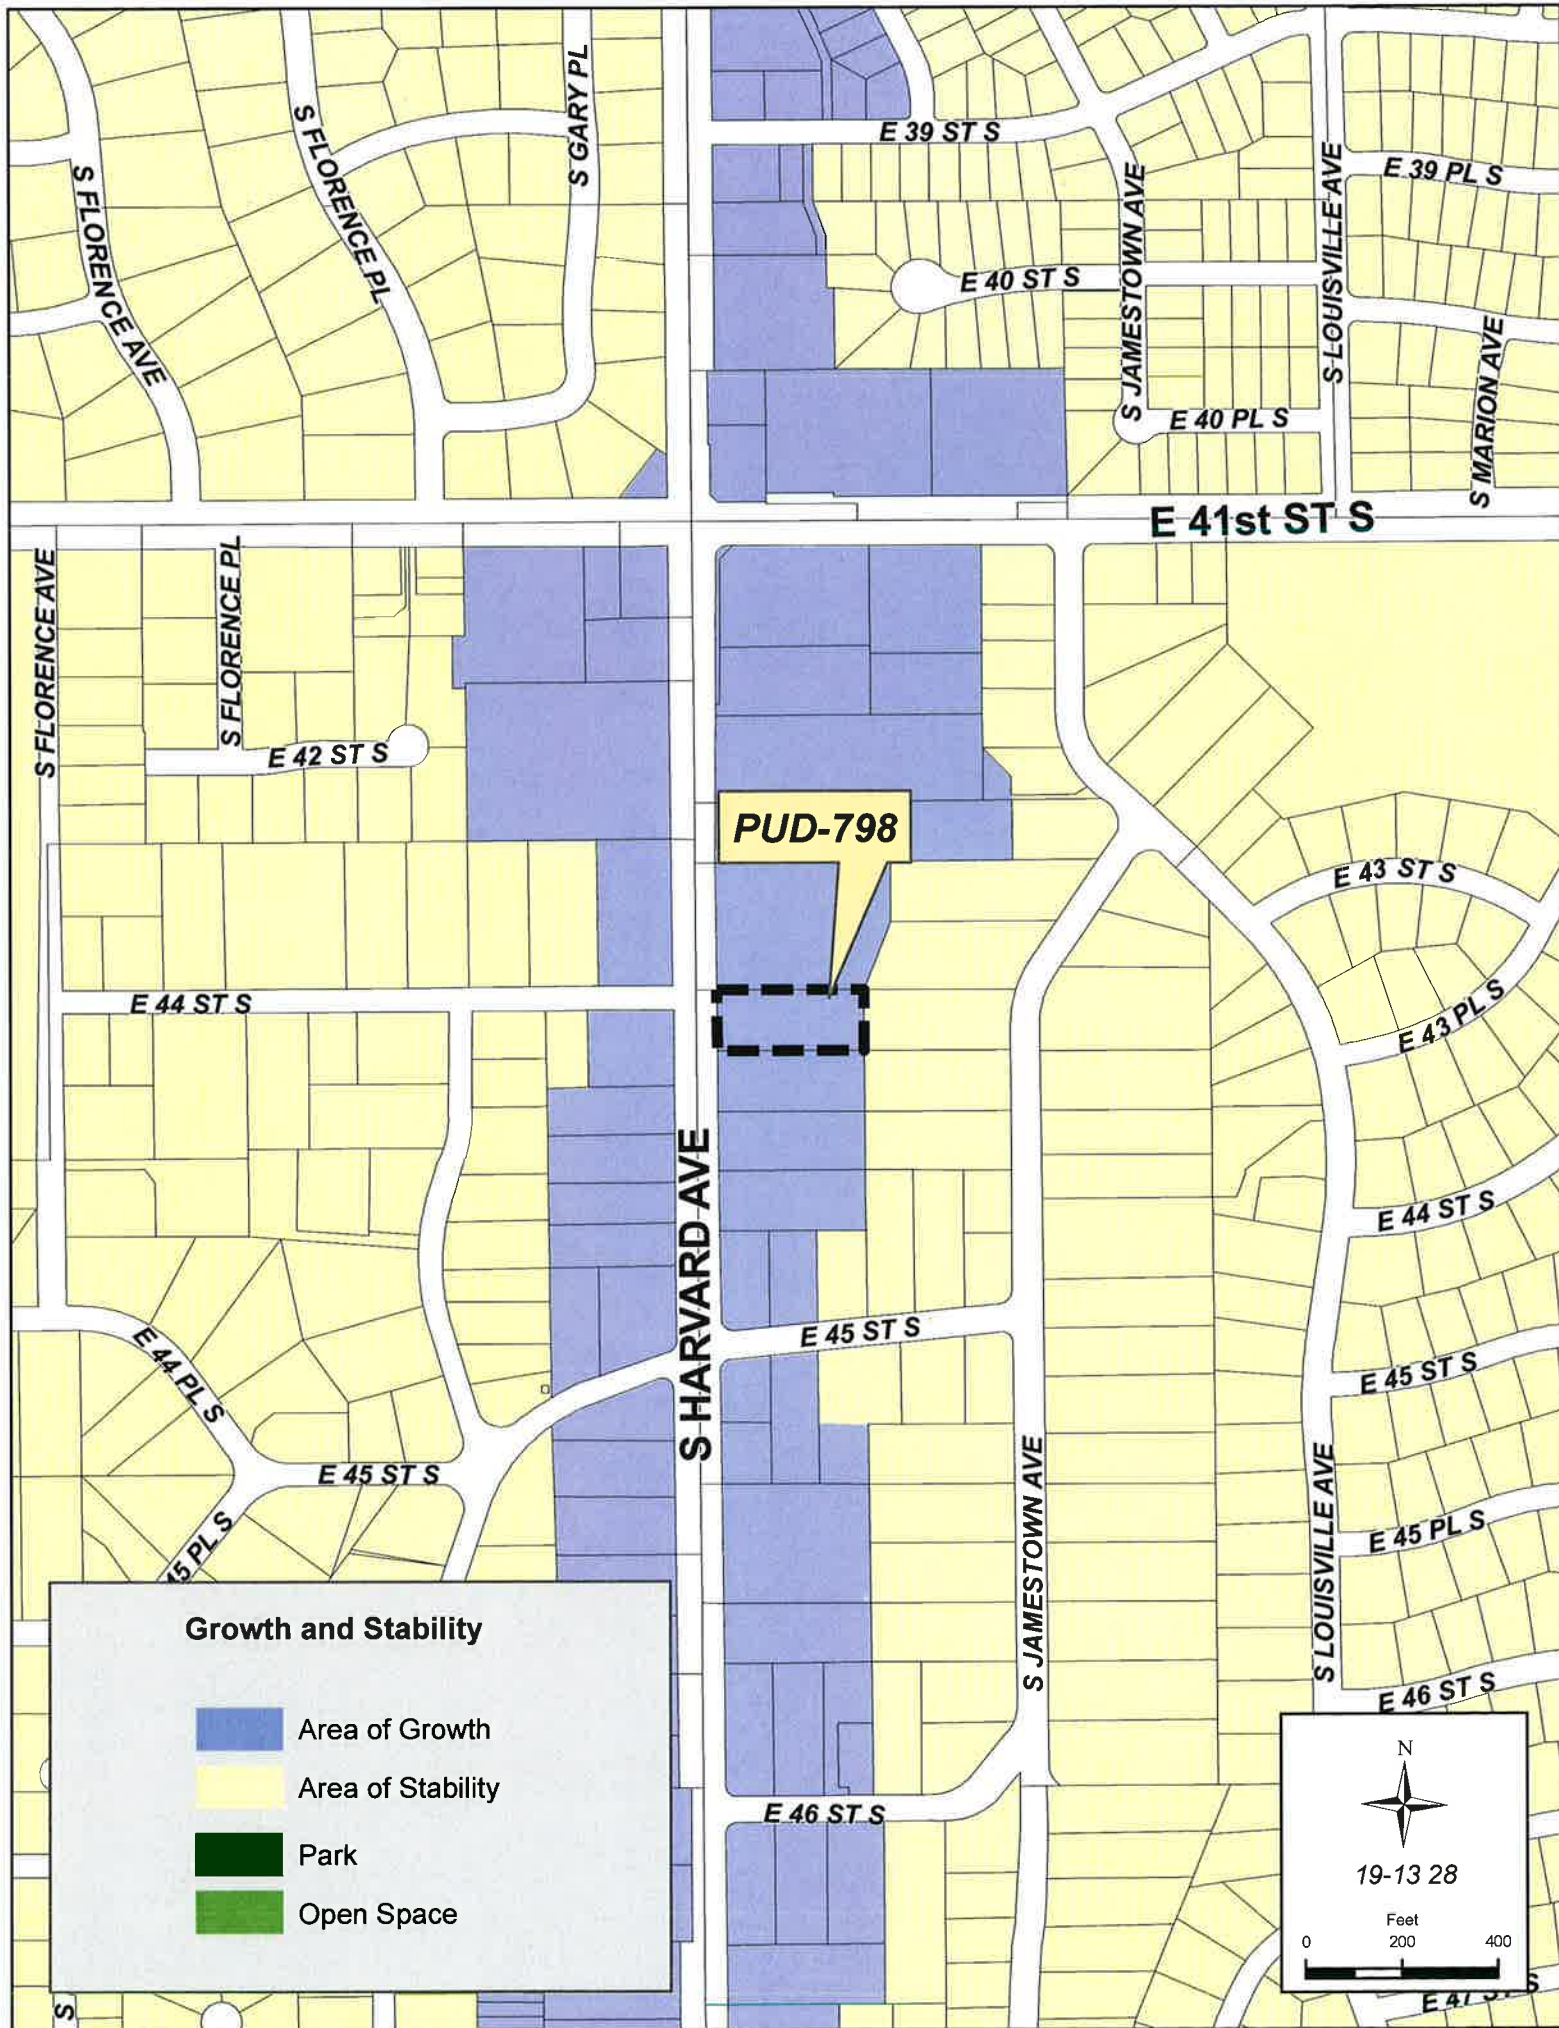 S GARY PL
S FLORENCE PL
S FLORENCE AVE
E 39 ST S
E 39 PL S
S JAMESTOWN AVE
S LOUISVILLE AVE
E 40 ST S
S MARION AVE
E 40 PL S
E 41st ST S
S FLORENCE AVE
S FLORENCE PL
E 42 ST S
PUD-798
E 43 ST S
E 44 ST S
E 43 PL S
S HARVARD AVE
E 44 ST S
E 45 ST S
E 44 PL S
E 45 ST S
E 45 ST S
S JAMESTOWN AVE
S LOUISVILLE AVE
45 PL S
E 45 PL S
E 46 ST S
E 46 ST S
Growth and Stability
Area of Growth
Area of Stability
Park
Open Space
N
19-13 28
Feet
0 200 400
E 47 ST S
S